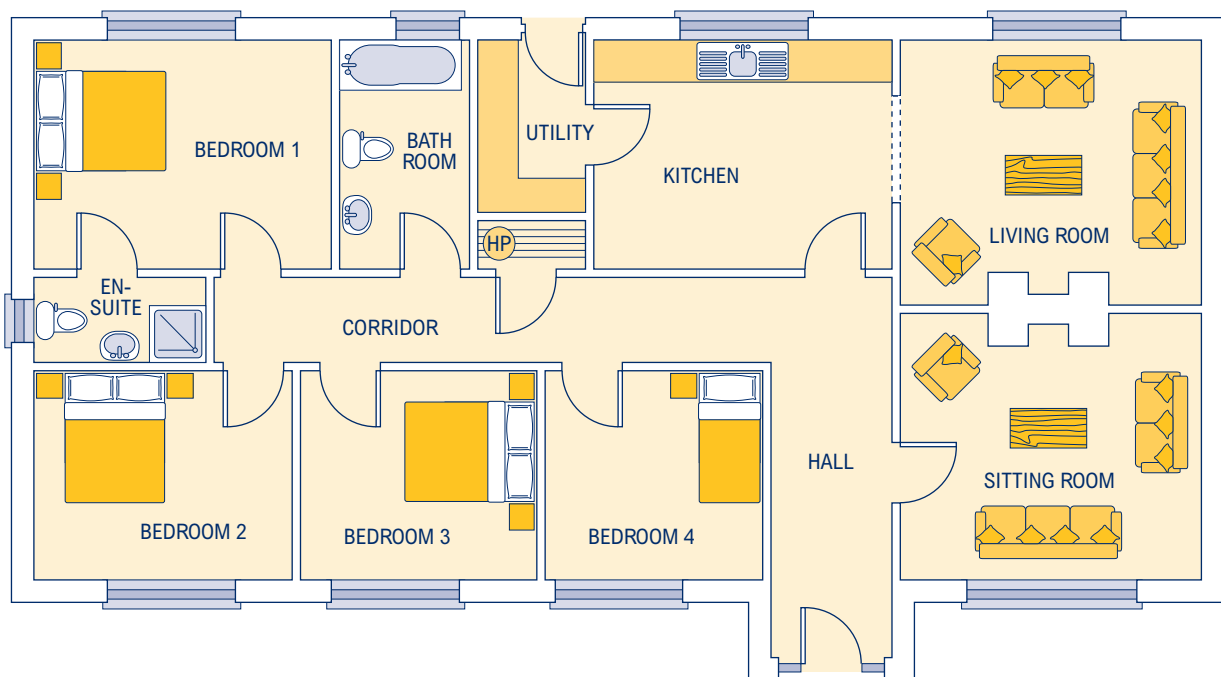 BEDROOM 1
BATH
ROOM
UTILITY
KITCHEN
LIVING ROOM
HP
EN-
SUITE
CORRIDOR
HALL
SITTING ROOM
BEDROOM 2
BEDROOM 3
BEDROOM 4